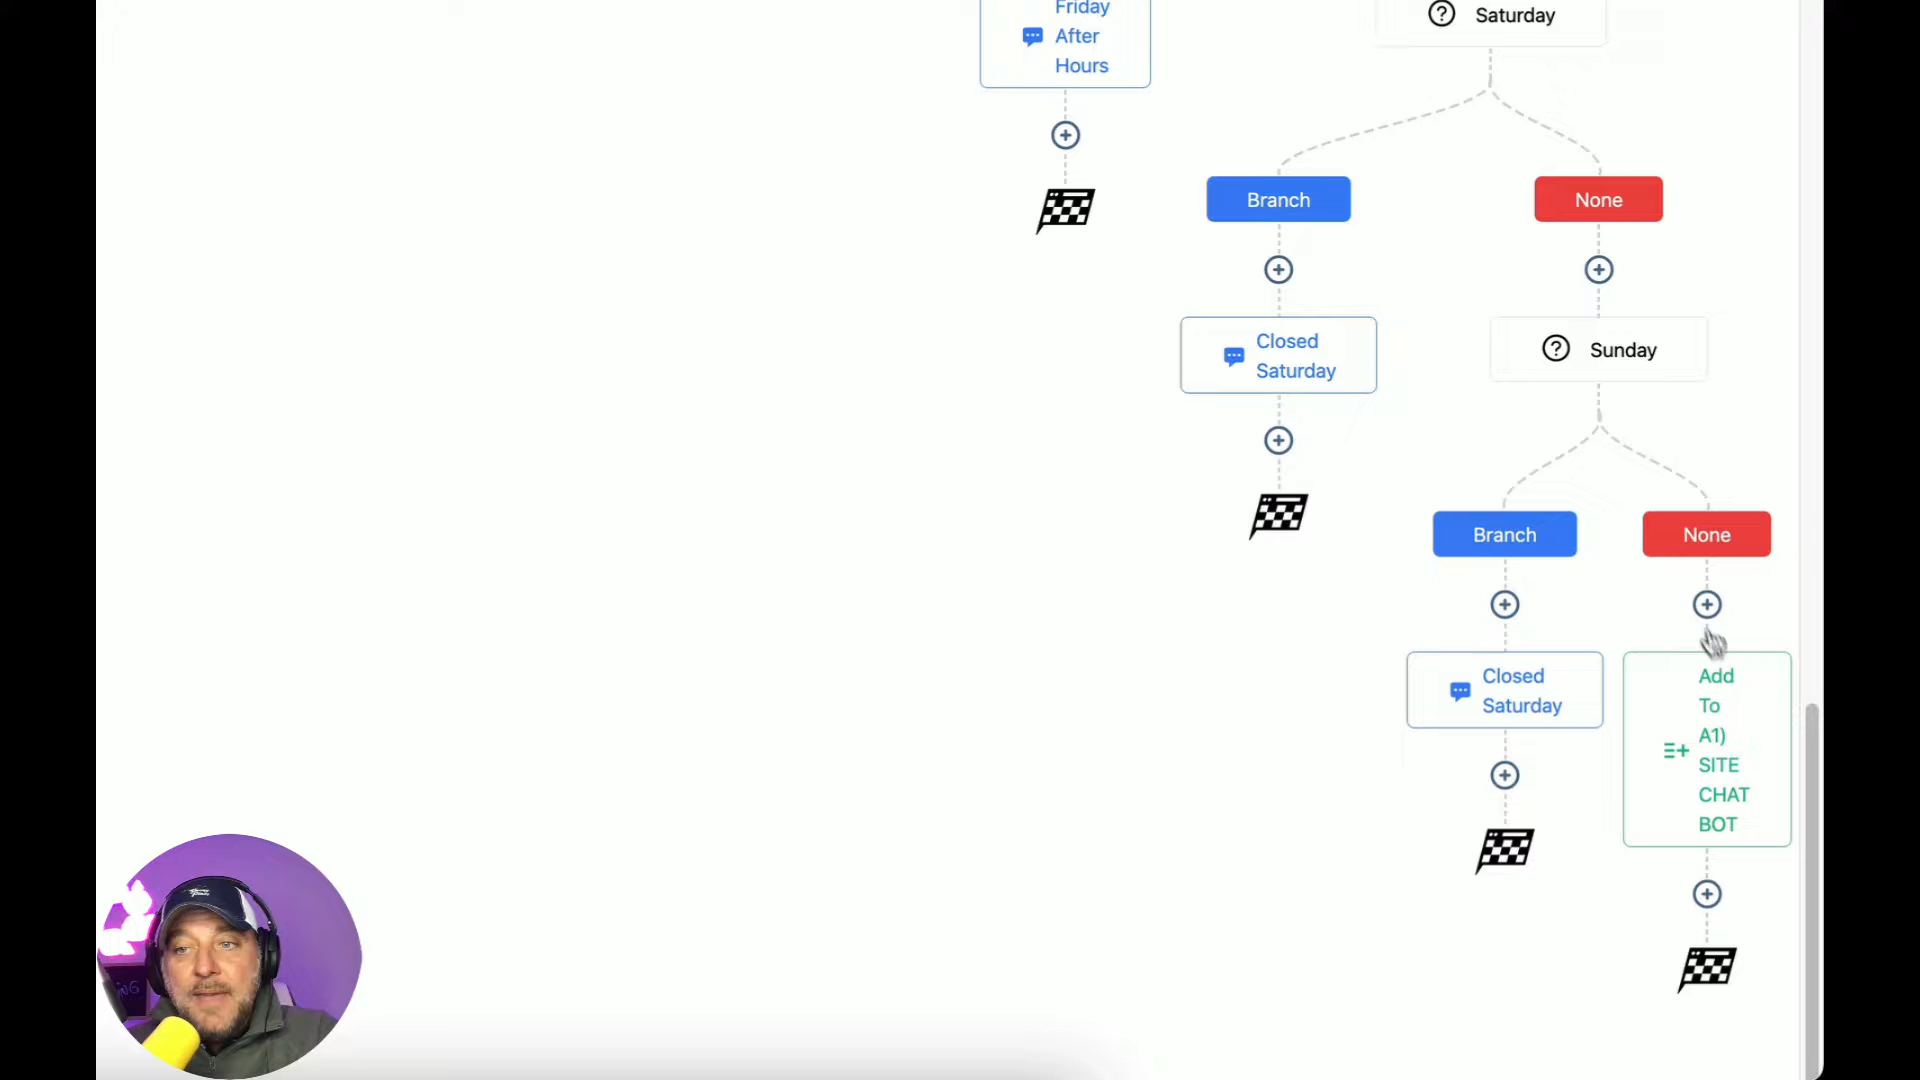 Friday
After
Hours
Saturday
Branch
None
Closed
Saturday
Sunday
Branch
None
Closed
Saturday
Add
To
A1)
SITE
CHAT
BOT